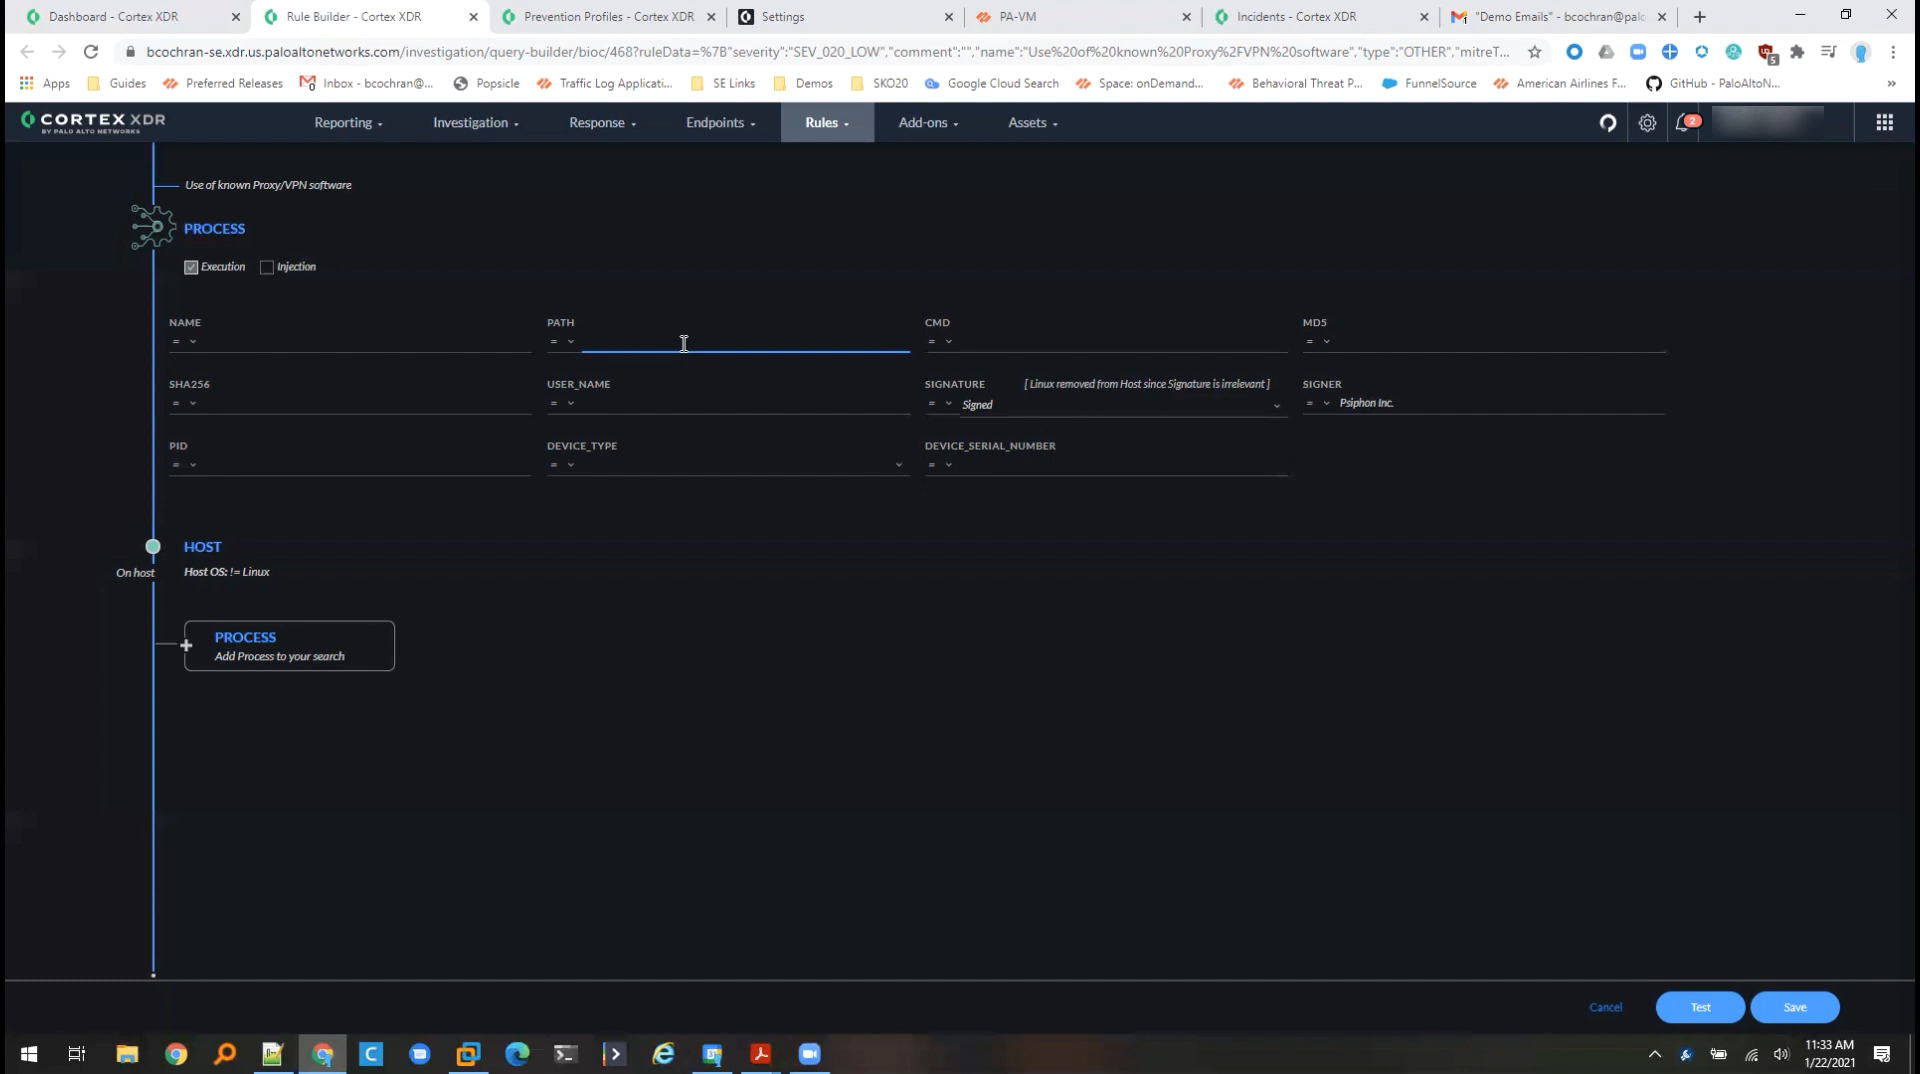 Dashboard - Cortex XDR
Rule Builder - Cortex XDR
Prevention Profiles - Cortex XDR
Settings
PA-VM
Incidents - Cortex XDR
"Demo Emails" - bcochran@palo
bcochran-se.xdr.us.paloaltonetworks.com/investigation/query-builder/bioc/468?ruleData=%7B"severity":"SEV_020_LOW","comment":"","name":"Use%20of%20known%20Proxy%2FVPN%20software","type":"OTHER","mitreT...
5
Apps
Guides
Preferred Releases
Inbox - bcochran@...
Popsicle
Traffic Log Applicati...
SE Links
Demos
SKO20
Google Cloud Search
Space: onDemand...
Behavioral Threat P...
FunnelSource
American Airlines F...
GitHub - PaloAltoN...
»
CORTEX XDR
BY PALO ALTO NETWORKS
Reporting
Investigation
Response
Endpoints
Rules
Add-ons
Assets
2
Use of known Proxy/VPN software
PROCESS
Execution
Injection
NAME
PATH
CMD
MD5
=
=
=
=
SHA256
USER_NAME
SIGNATURE
[ Linux removed from Host since Signature is irrelevant ]
SIGNER
=
=
= Signed
= Psiphon Inc.
PID
DEVICE_TYPE
DEVICE_SERIAL_NUMBER
=
=
=
HOST
On host
Host OS: != Linux
PROCESS
Add Process to your search
Cancel
Test
Save
11:33 AM
1/22/2021